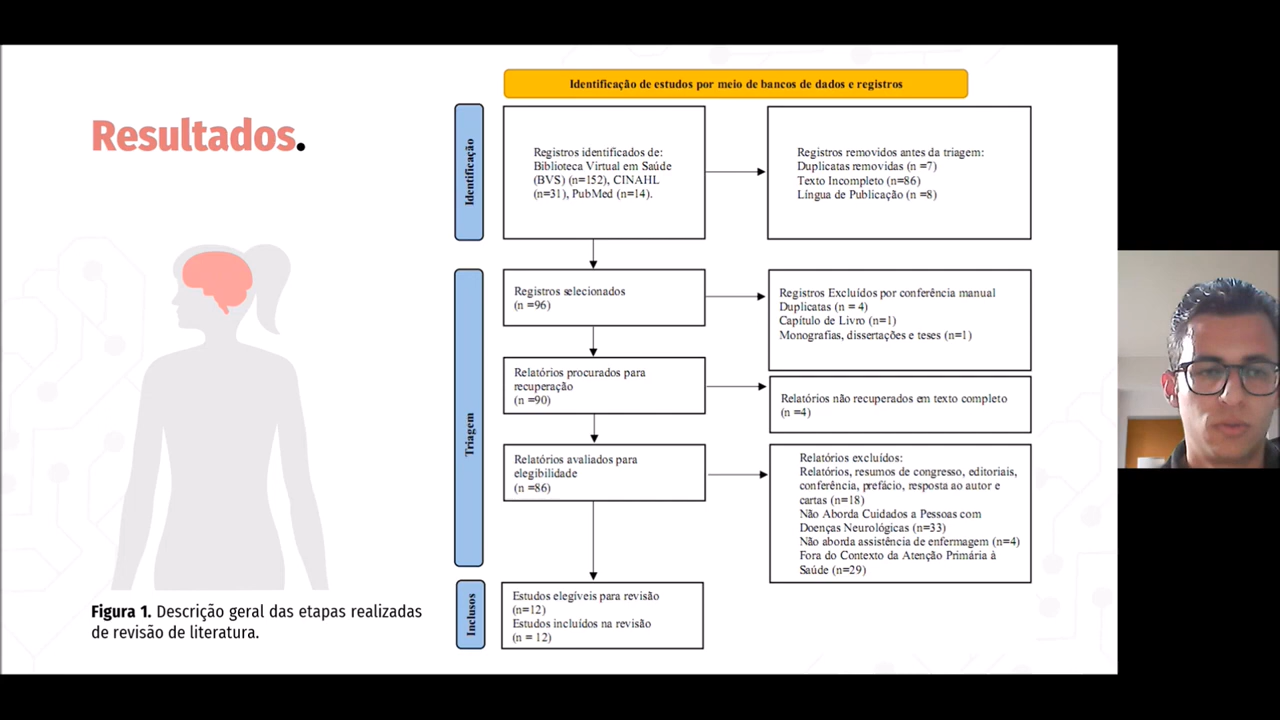 Identificação de estudos por meio de bancos de dados e registros
Resultados.
Identificação
Registros identificados de:
Biblioteca Virtual em Saúde
(BVS) (n=152), CINAHL
(n=31), PubMed (n=14).
Registros removidos antes da triagem:
Duplicatas removidas (n =7)
Texto Incompleto (n=86)
Língua de Publicação (n =8)
Triagem
Registros selecionados
(n =96)
Registros Excluídos por conferência manual
Duplicatas (n = 4)
Capítulo de Livro (n=1)
Monografias, dissertações e teses (n=1)
Relatórios procurados para
recuperação
(n =90)
Relatórios não recuperados em texto completo
(n =4)
Relatórios avaliados para
elegibilidade
(n =86)
Relatórios excluídos:
Relatórios, resumos de congresso, editoriais,
conferência, prefácio, resposta ao autor e
cartas (n=18)
Não Aborda Cuidados a Pessoas com
Doenças Neurológicas (n=33)
Não aborda assistência de enfermagem (n=4)
Fora do Contexto da Atenção Primária à
Saúde (n=29)
Inclusos
Estudos elegíveis para revisão
(n=12)
Estudos incluídos na revisão
(n = 12)
Figura 1. Descrição geral das etapas realizadas
de revisão de literatura.